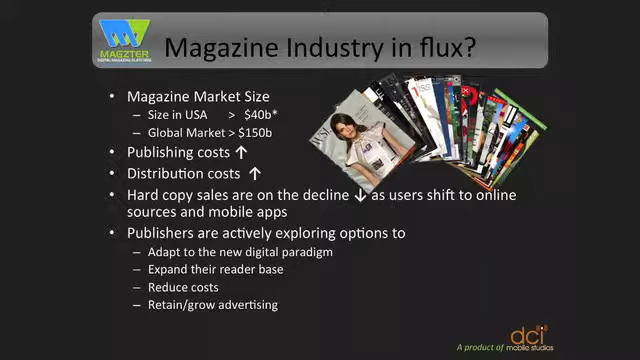 MAGZTER
DIGITAL MAGAZINE PLATFORM
Magazine Industry in flux?
• Magazine Market Size
– Size in USA > $40b*
– Global Market > $150b
• Publishing costs ↑
• Distribution costs ↑
• Hard copy sales are on the decline ↓ as users shift to online
sources and mobile apps
• Publishers are actively exploring options to
– Adapt to the new digital paradigm
– Expand their reader base
– Reduce costs
– Retain/grow advertising
WSJ
A product of dci
mobile studios